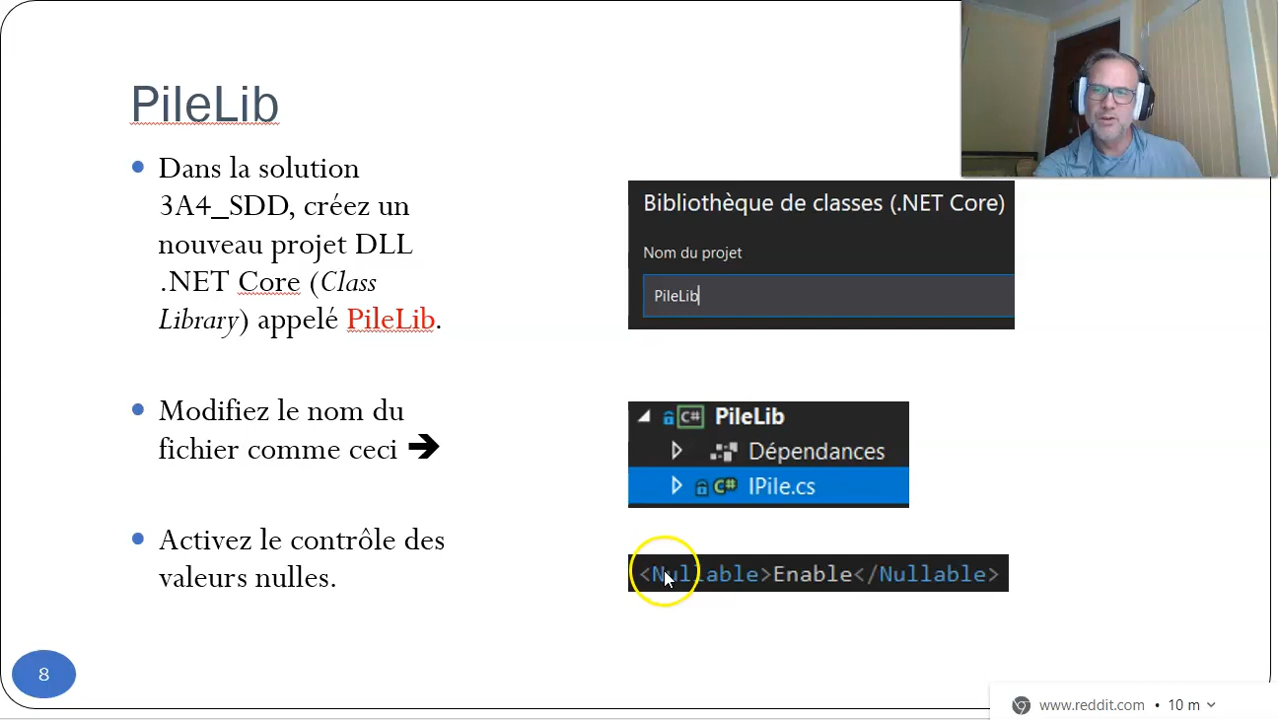 PileLib
• Dans la solution
3A4_SDD, créez un
nouveau projet DLL
.NET Core (Class
Library) appelé PileLib.
• Modifiez le nom du
fichier comme ceci ➔
• Activez le contrôle des
valeurs nulles.
Bibliothèque de classes (.NET Core)
Nom du projet
PileLib
C# PileLib
Dépendances
C# IPile.cs
<Nullable>Enable</Nullable>
8
www.reddit.com • 10 m